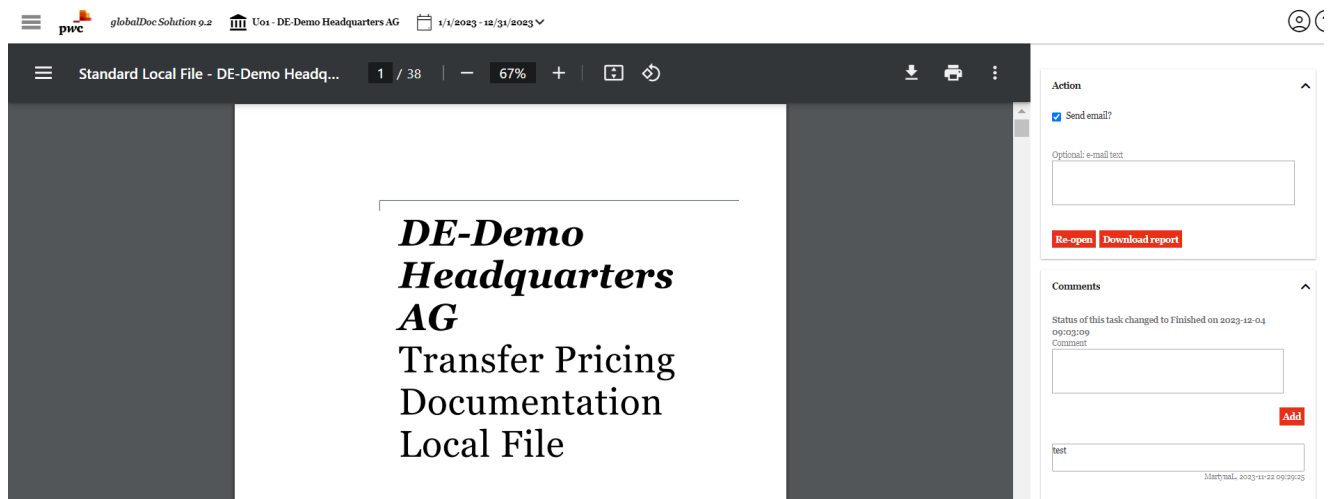 pwc
globalDoc Solution 9.2
U01 - DE-Demo Headquarters AG
1/1/2023 - 12/31/2023
Standard Local File - DE-Demo Headq...
1 / 38
67%
DE-Demo
Headquarters
AG
Transfer Pricing
Documentation
Local File
Action
Send email?
Optional: e-mail text
Re-open
Download report
Comments
Status of this task changed to Finished on 2023-12-04
09:03:09
Comment
Add
test
MartynaL, 2023-11-22 09:29:25